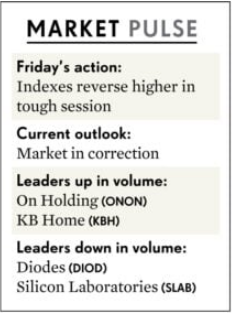 MARKET PULSE
Friday's action:
Indexes reverse higher in
tough session
Current outlook:
Market in correction
Leaders up in volume:
On Holding (ONON)
KB Home (KBH)
Leaders down in volume:
Diodes (DIOD)
Silicon Laboratories (SLAB)